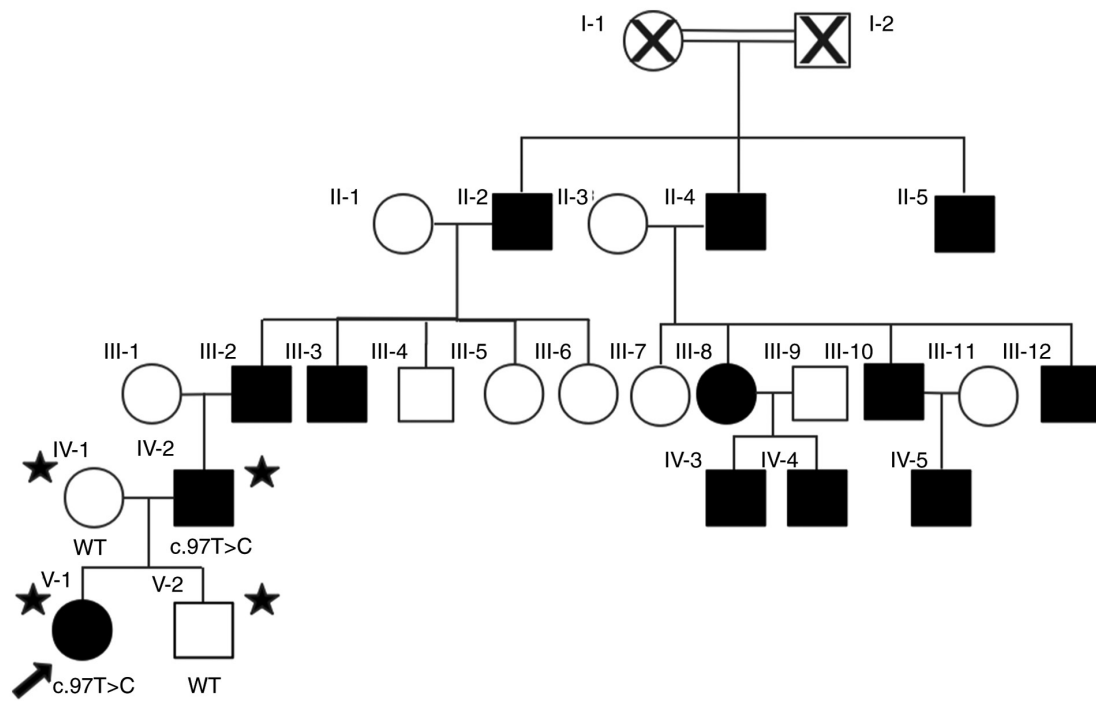 I-1 I-2
II-1 II-2 II-3 II-4 II-5
III-1 III-2 III-3 III-4 III-5 III-6 III-7 III-8 III-9 III-10 III-11 III-12
IV-1 IV-2 IV-3 IV-4 IV-5
WT c.97T>C
V-1 V-2
c.97T>C WT